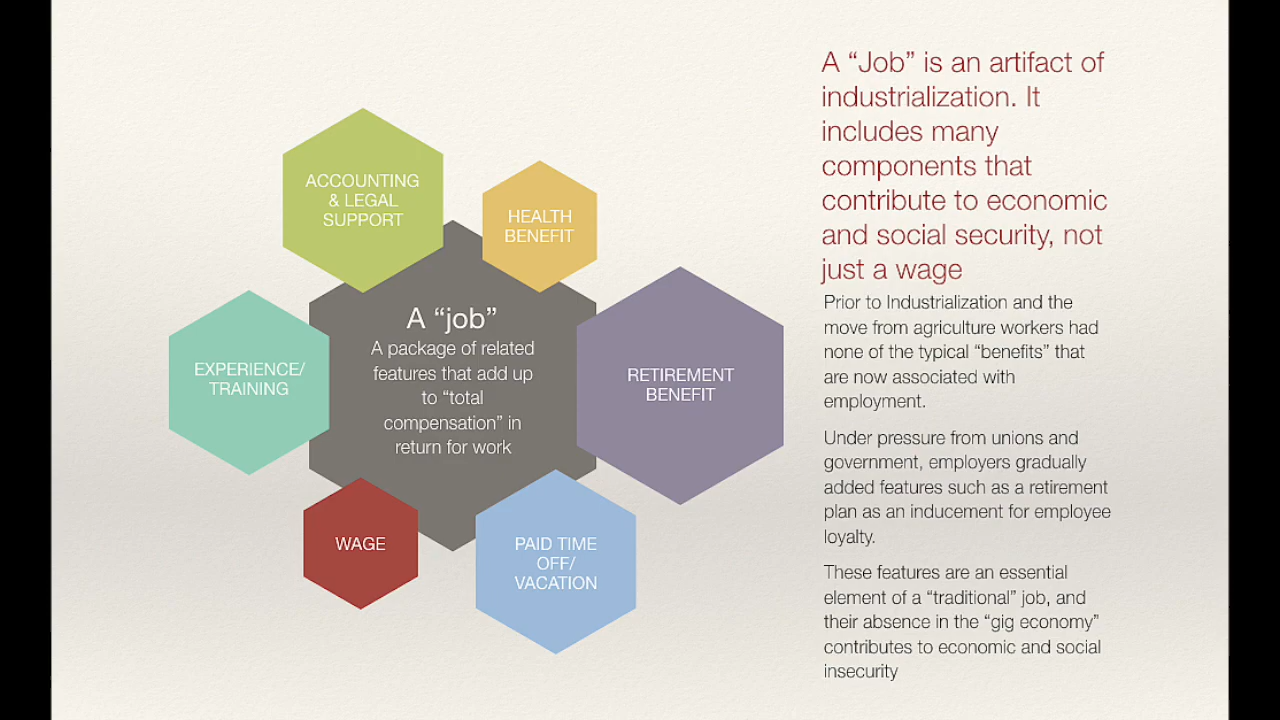 ACCOUNTING
& LEGAL
SUPPORT
HEALTH
BENEFIT
EXPERIENCE/
TRAINING
A “job”
A package of related
features that add up
to “total
compensation” in
return for work
RETIREMENT
BENEFIT
WAGE
PAID TIME
OFF/
VACATION
A “Job” is an artifact of
industrialization. It
includes many
components that
contribute to economic
and social security, not
just a wage
Prior to Industrialization and the
move from agriculture workers had
none of the typical “benefits” that
are now associated with
employment.
Under pressure from unions and
government, employers gradually
added features such as a retirement
plan as an inducement for employee
loyalty.
These features are an essential
element of a “traditional” job, and
their absence in the “gig economy”
contributes to economic and social
insecurity